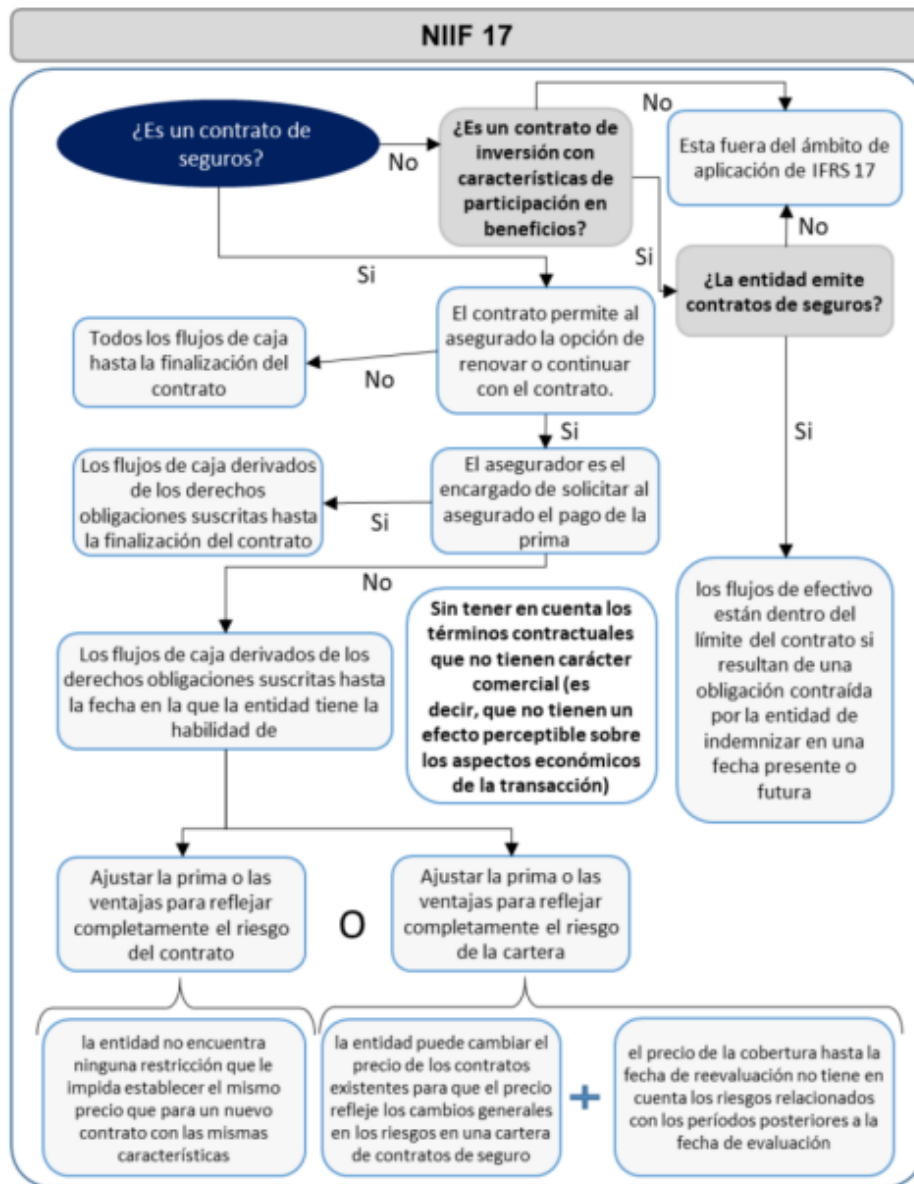 NIIF 17
¿Es un contrato de
seguros?
No
¿Es un contrato de
inversión con
características de
participación en
beneficios?
No
Esta fuera del ámbito de
aplicación de IFRS 17
No
Si
Si
¿La entidad emite
contratos de seguros?
El contrato permite al
asegurado la opción de
renovar o continuar
con el contrato.
Todos los flujos de caja
hasta la finalización del
contrato
No
Si
Si
El asegurador es el
encargado de solicitar al
asegurado el pago de la
prima
Los flujos de caja derivados
de los derechos
obligaciones suscritas hasta
la finalización del contrato
Si
No
Los flujos de caja derivados de los
derechos obligaciones suscritas hasta
la fecha en la que la entidad tiene la
habilidad de
Sin tener en cuenta los
términos contractuales
que no tienen carácter
comercial (es
decir, que no tienen un
efecto perceptible sobre
los aspectos económicos
de la transacción)
los flujos de efectivo
están dentro del
límite del contrato si
resultan de una
obligación contraída
por la entidad de
indemnizar en una
fecha presente o
futura
Ajustar la prima o las
ventajas para reflejar
completamente el riesgo
del contrato
O
Ajustar la prima o las
ventajas para reflejar
completamente el riesgo
de la cartera
la entidad no encuentra
ninguna restricción que le
impida establecer el mismo
precio que para un nuevo
contrato con las mismas
características
la entidad puede cambiar el
precio de los contratos
existentes para que el precio
refleje los cambios generales
en los riesgos en una cartera
de contratos de seguro
+
el precio de la cobertura hasta la
fecha de reevaluación no tiene en
cuenta los riesgos relacionados
con los períodos posteriores a la
fecha de evaluación